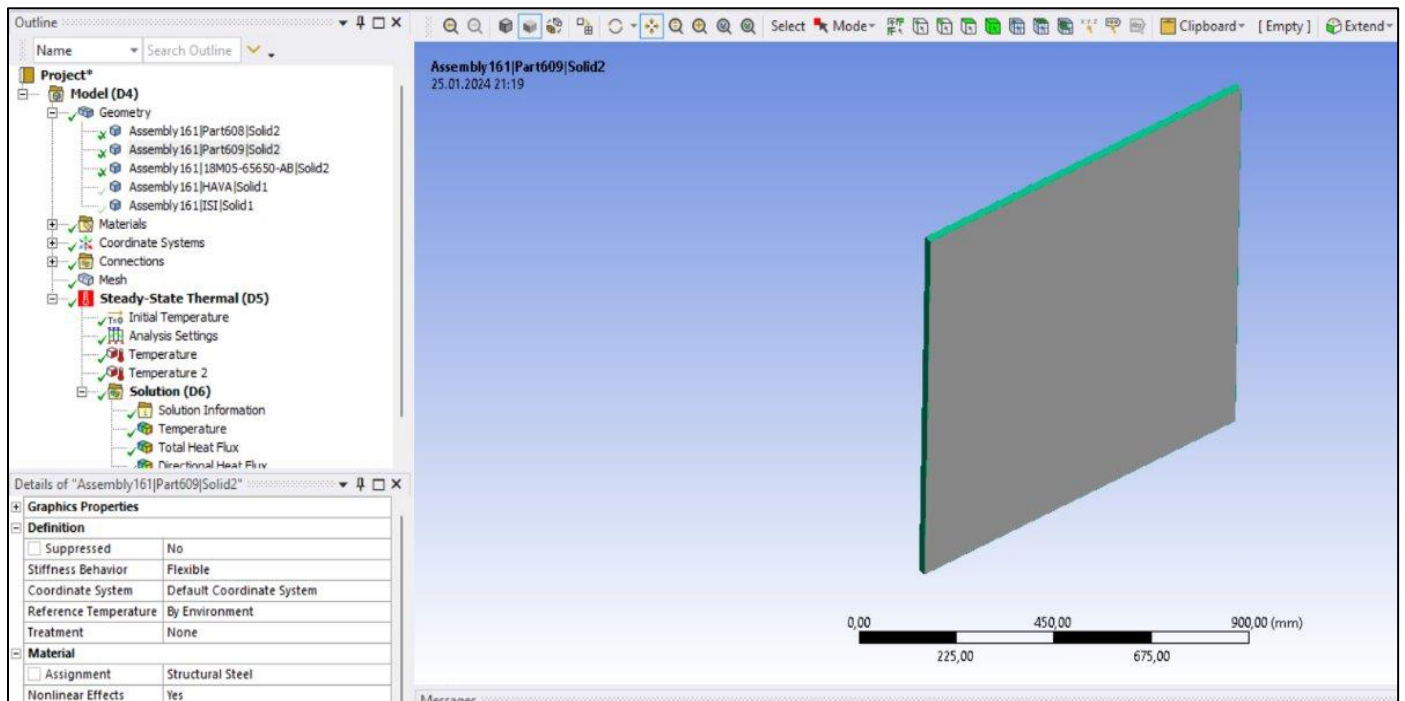 Outline
Select Mode Clipboard [ Empty ] Extend
Name Search Outline
Assembly161|Part609|Solid2
25.01.2024 21:19
Project*
Model (D4)
Geometry
Assembly161|Part608|Solid2
Assembly161|Part609|Solid2
Assembly161|18M05-65650-AB|Solid2
Assembly161|HAVA|Solid1
Assembly161|ISI|Solid1
Materials
Coordinate Systems
Connections
Mesh
Steady-State Thermal (D5)
Initial Temperature
Analysis Settings
Temperature
Temperature 2
Solution (D6)
Solution Information
Temperature
Total Heat Flux
Directional Heat Flux
Details of "Assembly161|Part609|Solid2"
Graphics Properties
Definition
Suppressed No
Stiffness Behavior Flexible
Coordinate System Default Coordinate System
Reference Temperature By Environment
Treatment None
Material
Assignment Structural Steel
Nonlinear Effects Yes
0,00 450,00 900,00 (mm)
225,00 675,00
Messages